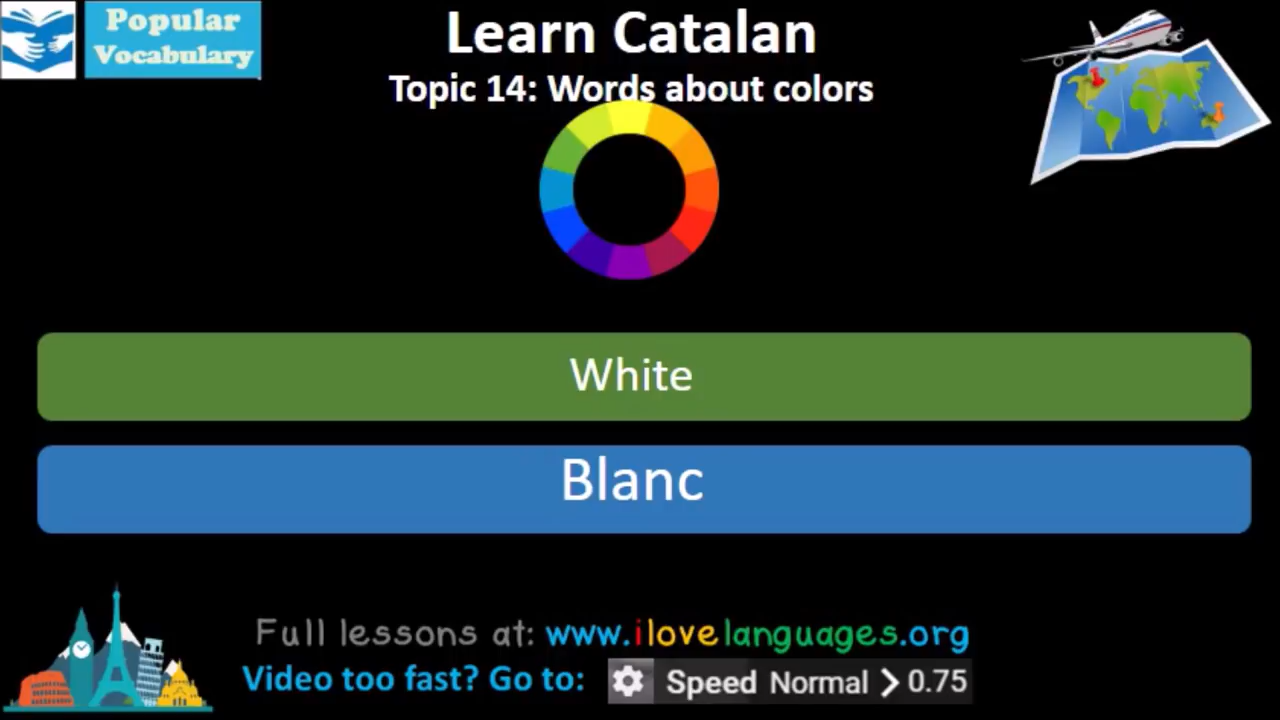 Popular
Vocabulary
Learn Catalan
Topic 14: Words about colors
White
Blanc
Full lessons at: www.ilovelanguages.org
Video too fast? Go to: Speed Normal > 0.75